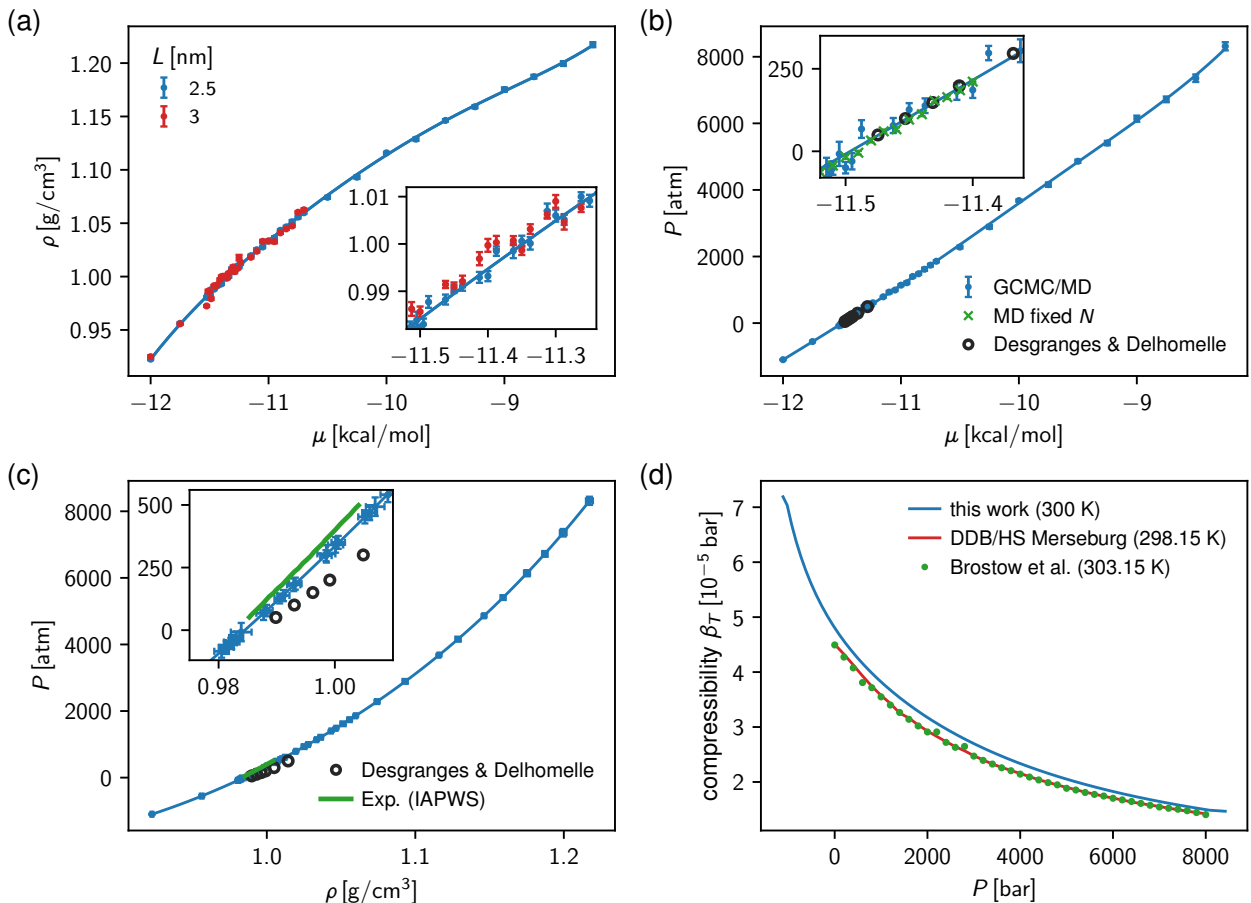 (a)
1.20
1.15
1.10
1.05
1.00
0.95
ρ [g/cm³]
L [nm]
2.5
3
1.01
1.00
0.99
−11.5 −11.4 −11.3
−12 −11 −10 −9
μ [kcal/mol]
(b)
8000
6000
4000
2000
0
P [atm]
250
0
−11.5 −11.4
GCMC/MD
MD fixed N
Desgranges & Delhomelle
−12 −11 −10 −9
μ [kcal/mol]
(c)
8000
6000
4000
2000
0
P [atm]
500
250
0
0.98 1.00
Desgranges & Delhomelle
Exp. (IAPWS)
1.0 1.1 1.2
ρ [g/cm³]
(d)
7
6
5
4
3
2
compressibility βT [10⁻⁵ bar]
this work (300 K)
DDB/HS Merseburg (298.15 K)
Brostow et al. (303.15 K)
0 2000 4000 6000 8000
P [bar]